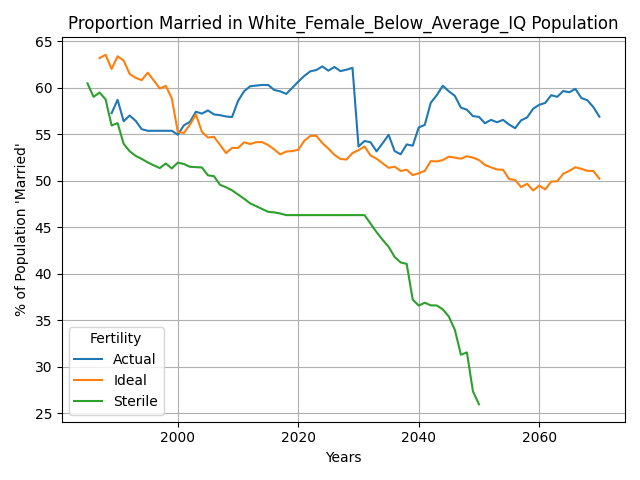 Proportion Married in White_Female_Below_Average_IQ Population
% of Population 'Married'
65
60
55
50
45
40
35
30
25
Fertility
Actual
Ideal
Sterile
2000 2020 2040 2060
Years